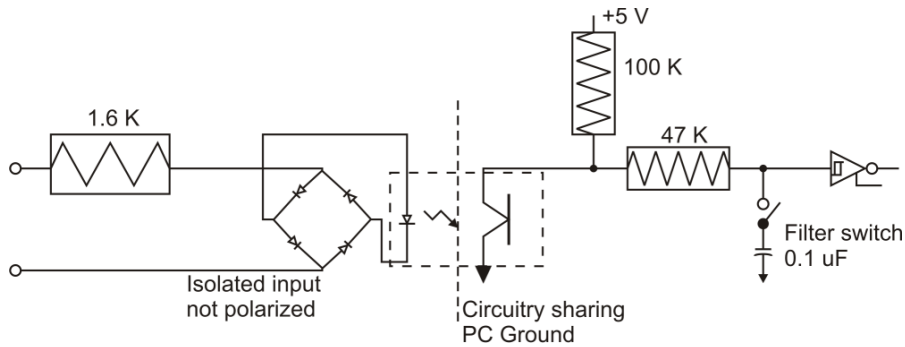 +5 V
100 K
1.6 K
47 K
Filter switch
0.1 uF
Isolated input
not polarized
Circuitry sharing
PC Ground